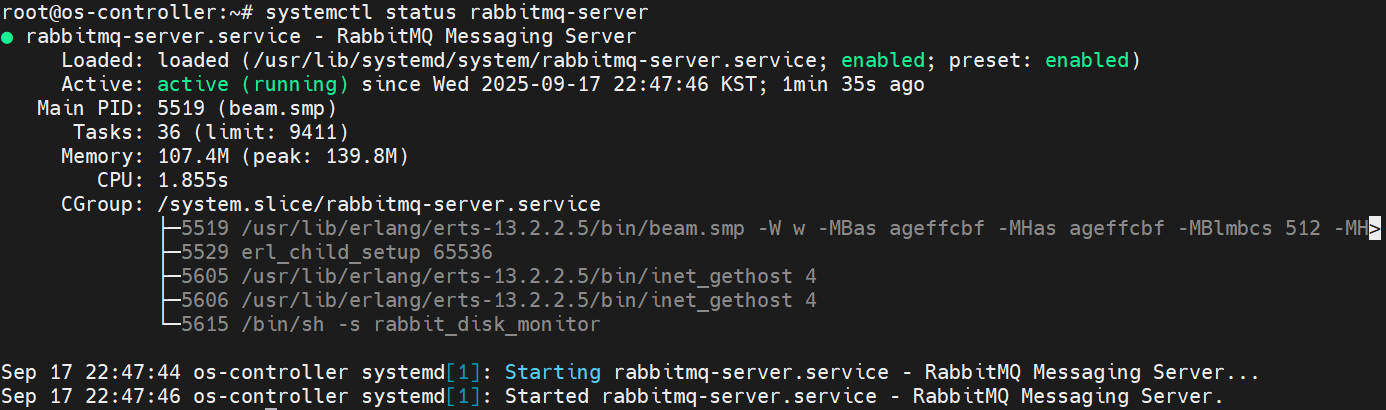 root@os-controller:~# systemctl status rabbitmq-server
● rabbitmq-server.service - RabbitMQ Messaging Server
     Loaded: loaded (/usr/lib/systemd/system/rabbitmq-server.service; enabled; preset: enabled)
     Active: active (running) since Wed 2025-09-17 22:47:46 KST; 1min 35s ago
   Main PID: 5519 (beam.smp)
      Tasks: 36 (limit: 9411)
     Memory: 107.4M (peak: 139.8M)
        CPU: 1.855s
     CGroup: /system.slice/rabbitmq-server.service
             ├─5519 /usr/lib/erlang/erts-13.2.2.5/bin/beam.smp -W w -MBas ageffcbf -MHas ageffcbf -MBlmbcs 512 -MH>
             ├─5529 erl_child_setup 65536
             ├─5605 /usr/lib/erlang/erts-13.2.2.5/bin/inet_gethost 4
             ├─5606 /usr/lib/erlang/erts-13.2.2.5/bin/inet_gethost 4
             └─5615 /bin/sh -s rabbit_disk_monitor

Sep 17 22:47:44 os-controller systemd[1]: Starting rabbitmq-server.service - RabbitMQ Messaging Server...
Sep 17 22:47:46 os-controller systemd[1]: Started rabbitmq-server.service - RabbitMQ Messaging Server.